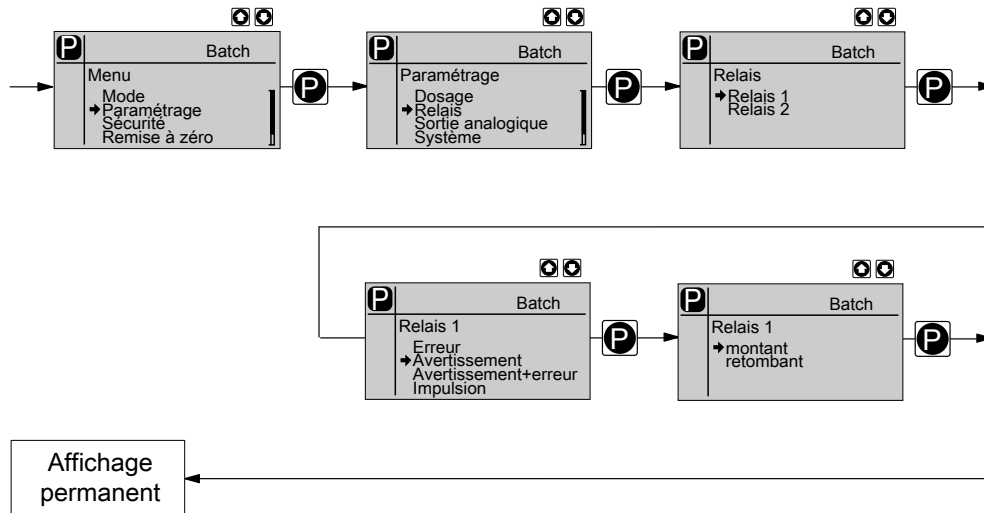 P
Batch
Menu
Mode
Paramétrage
Sécurité
Remise à zéro
P
P
Batch
Paramétrage
Dosage
Relais
Sortie analogique
Système
P
P
Batch
Relais
Relais 1
Relais 2
P
P
Batch
Relais 1
Erreur
Avertissement
Avertissement+erreur
Impulsion
P
P
Batch
Relais 1
montant
retombant
P
Affichage
permanent